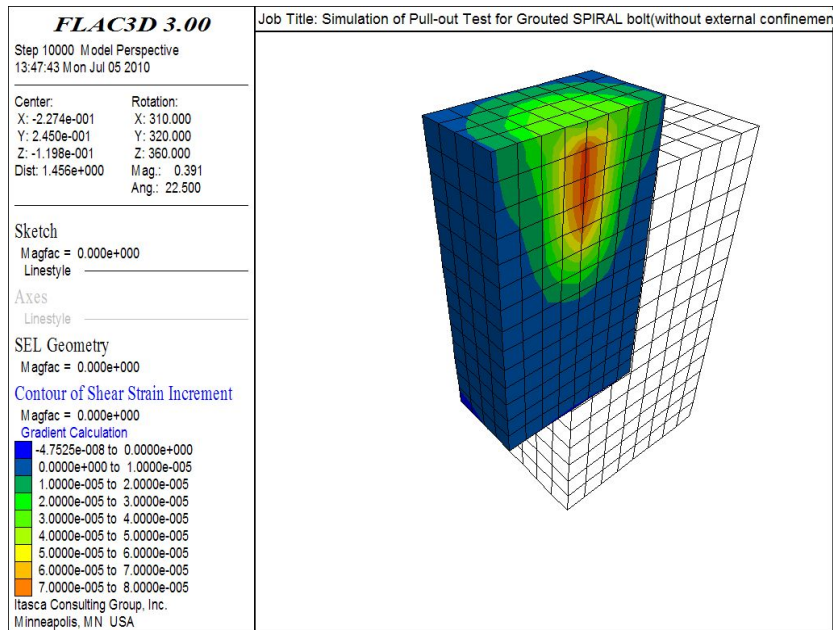 FLAC3D 3.00
Step 10000 Model Perspective
13:47:43 Mon Jul 05 2010
Center:
X: -2.274e-001
Y: 2.450e-001
Z: -1.198e-001
Dist: 1.456e+000
Rotation:
X: 310.000
Y: 320.000
Z: 360.000
Mag.: 0.391
Ang.: 22.500
Sketch
Magfac = 0.000e+000
Linestyle
Axes
Linestyle
SEL Geometry
Magfac = 0.000e+000
Contour of Shear Strain Increment
Magfac = 0.000e+000
Gradient Calculation
-4.7525e-008 to 0.0000e+000
0.0000e+000 to 1.0000e-005
1.0000e-005 to 2.0000e-005
2.0000e-005 to 3.0000e-005
3.0000e-005 to 4.0000e-005
4.0000e-005 to 5.0000e-005
5.0000e-005 to 6.0000e-005
6.0000e-005 to 7.0000e-005
7.0000e-005 to 8.0000e-005
Itasca Consulting Group, Inc.
Minneapolis, MN USA
Job Title: Simulation of Pull-out Test for Grouted SPIRAL bolt(without external confinemen